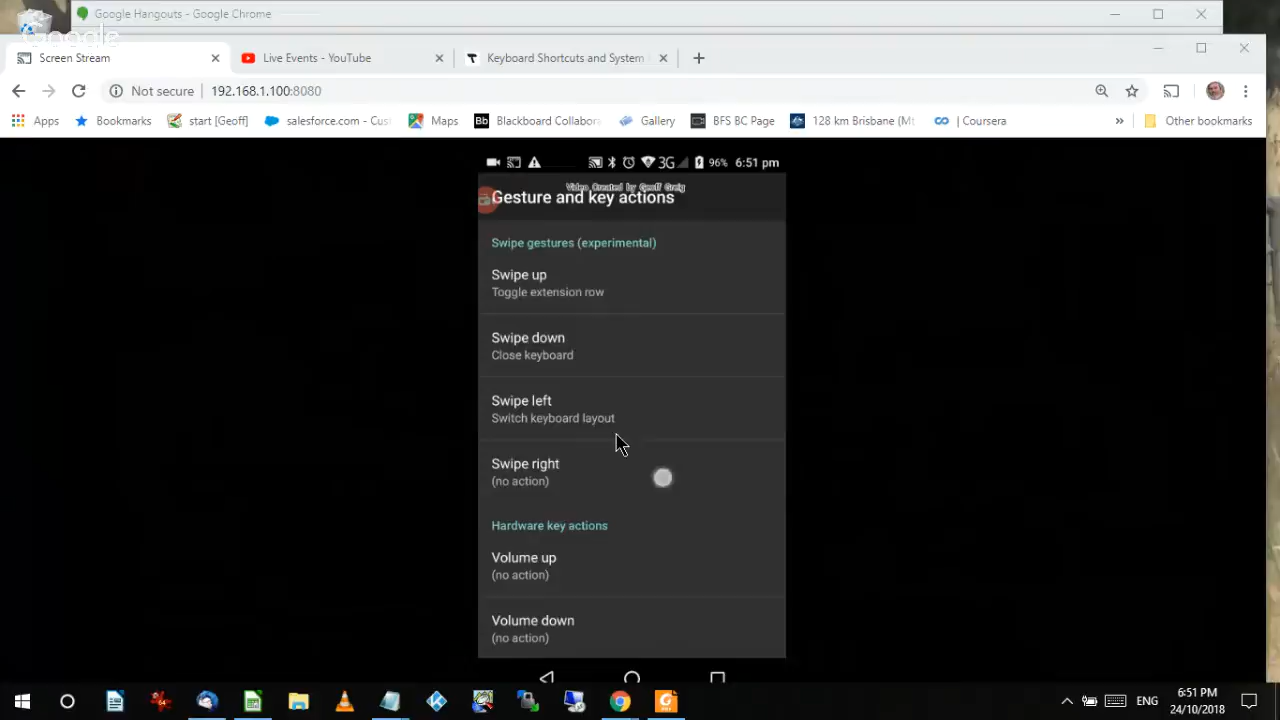 Google Hangouts - Google Chrome
Google
Screen Stream
Live Events - YouTube
Keyboard Shortcuts and System
Not secure
192.168.1.100:8080
Apps
Bookmarks
start [Geoff]
salesforce.com - Cus
Maps
Bb
Blackboard Collabora
Gallery
BFS BC Page
128 km Brisbane (Mt
| Coursera
»
Other bookmarks
3G
96%
6:51 pm
Video Created by Geoff Greig
Gesture and key actions
Swipe gestures (experimental)
Swipe up
Toggle extension row
Swipe down
Close keyboard
Swipe left
Switch keyboard layout
Swipe right
(no action)
Hardware key actions
Volume up
(no action)
Volume down
(no action)
ENG
6:51 PM
24/10/2018